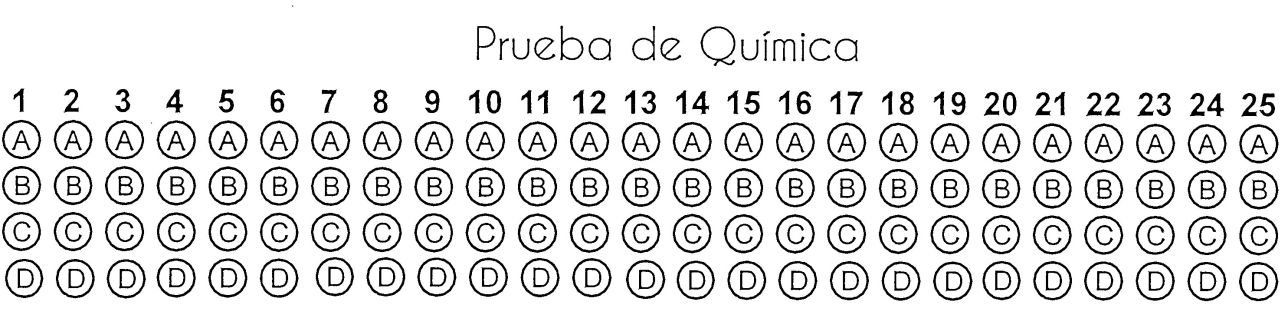 Prueba de Química
1 2 3 4 5 6 7 8 9 10 11 12 13 14 15 16 17 18 19 20 21 22 23 24 25
A A A A A A A A A A A A A A A A A A A A A A A A A
B B B B B B B B B B B B B B B B B B B B B B B B B
C C C C C C C C C C C C C C C C C C C C C C C C C
D D D D D D D D D D D D D D D D D D D D D D D D D